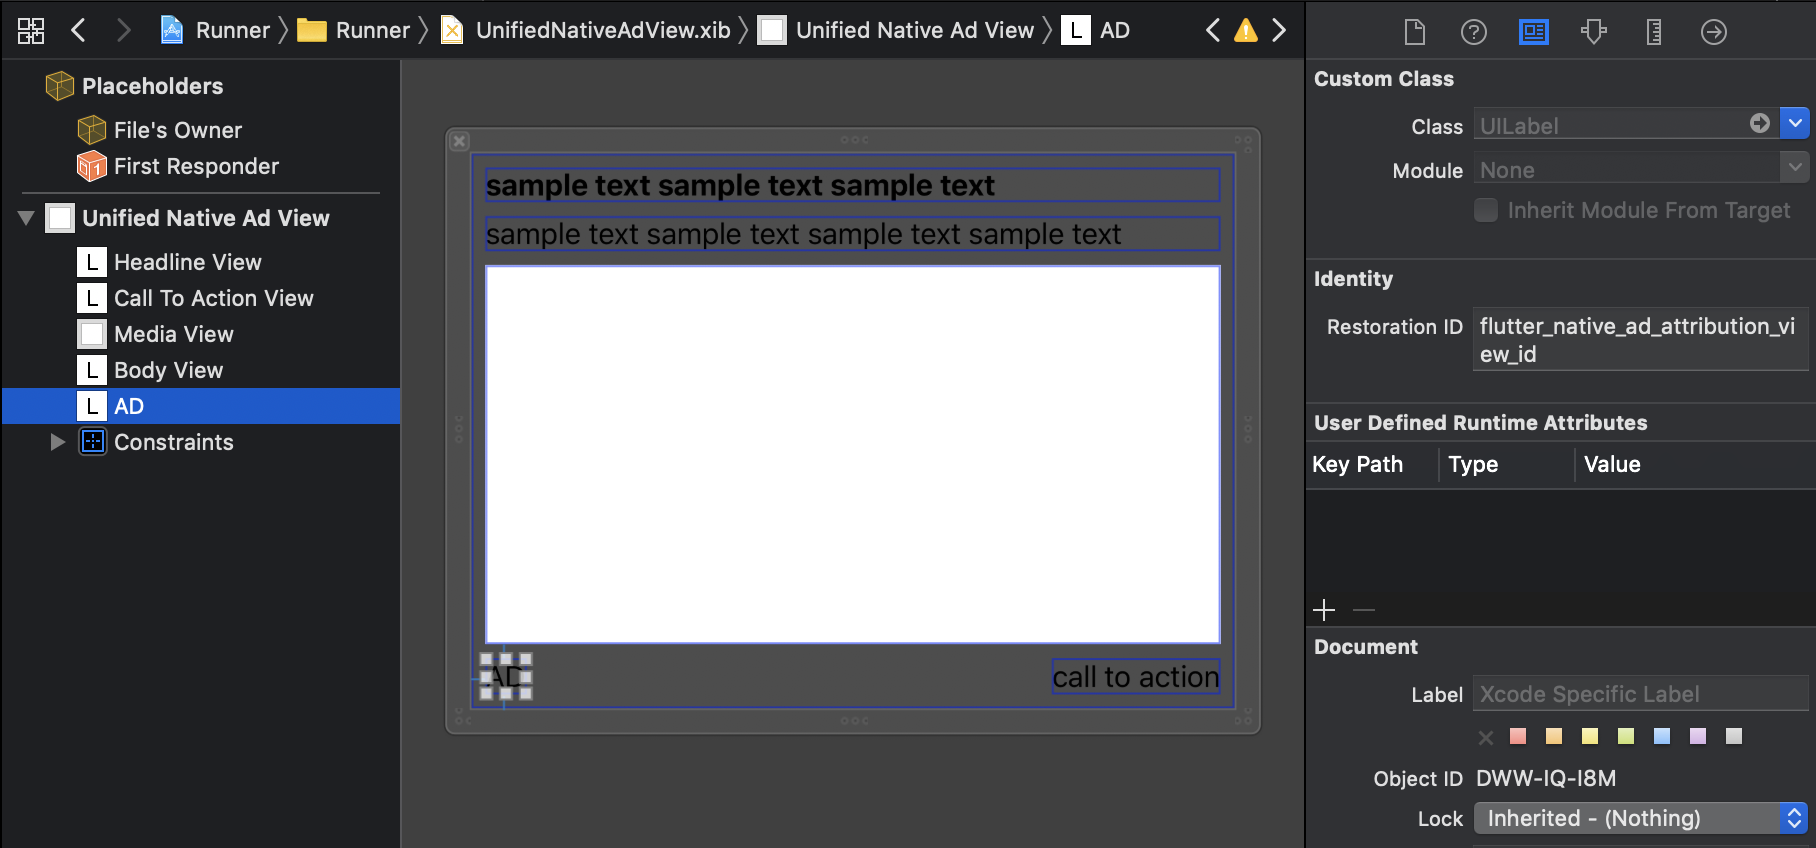 Runner Runner UnifiedNativeAdView.xib Unified Native Ad View L AD
Placeholders
File's Owner
1 First Responder
Unified Native Ad View
L Headline View
L Call To Action View
Media View
L Body View
L AD
Constraints
sample text sample text sample text
sample text sample text sample text sample text
AD
call to action
Custom Class
Class UILabel
Module None
Inherit Module From Target
Identity
Restoration ID flutter_native_ad_attribution_vi
ew_id
User Defined Runtime Attributes
Key Path Type Value
Document
Label Xcode Specific Label
Object ID DWW-IQ-I8M
Lock Inherited - (Nothing)